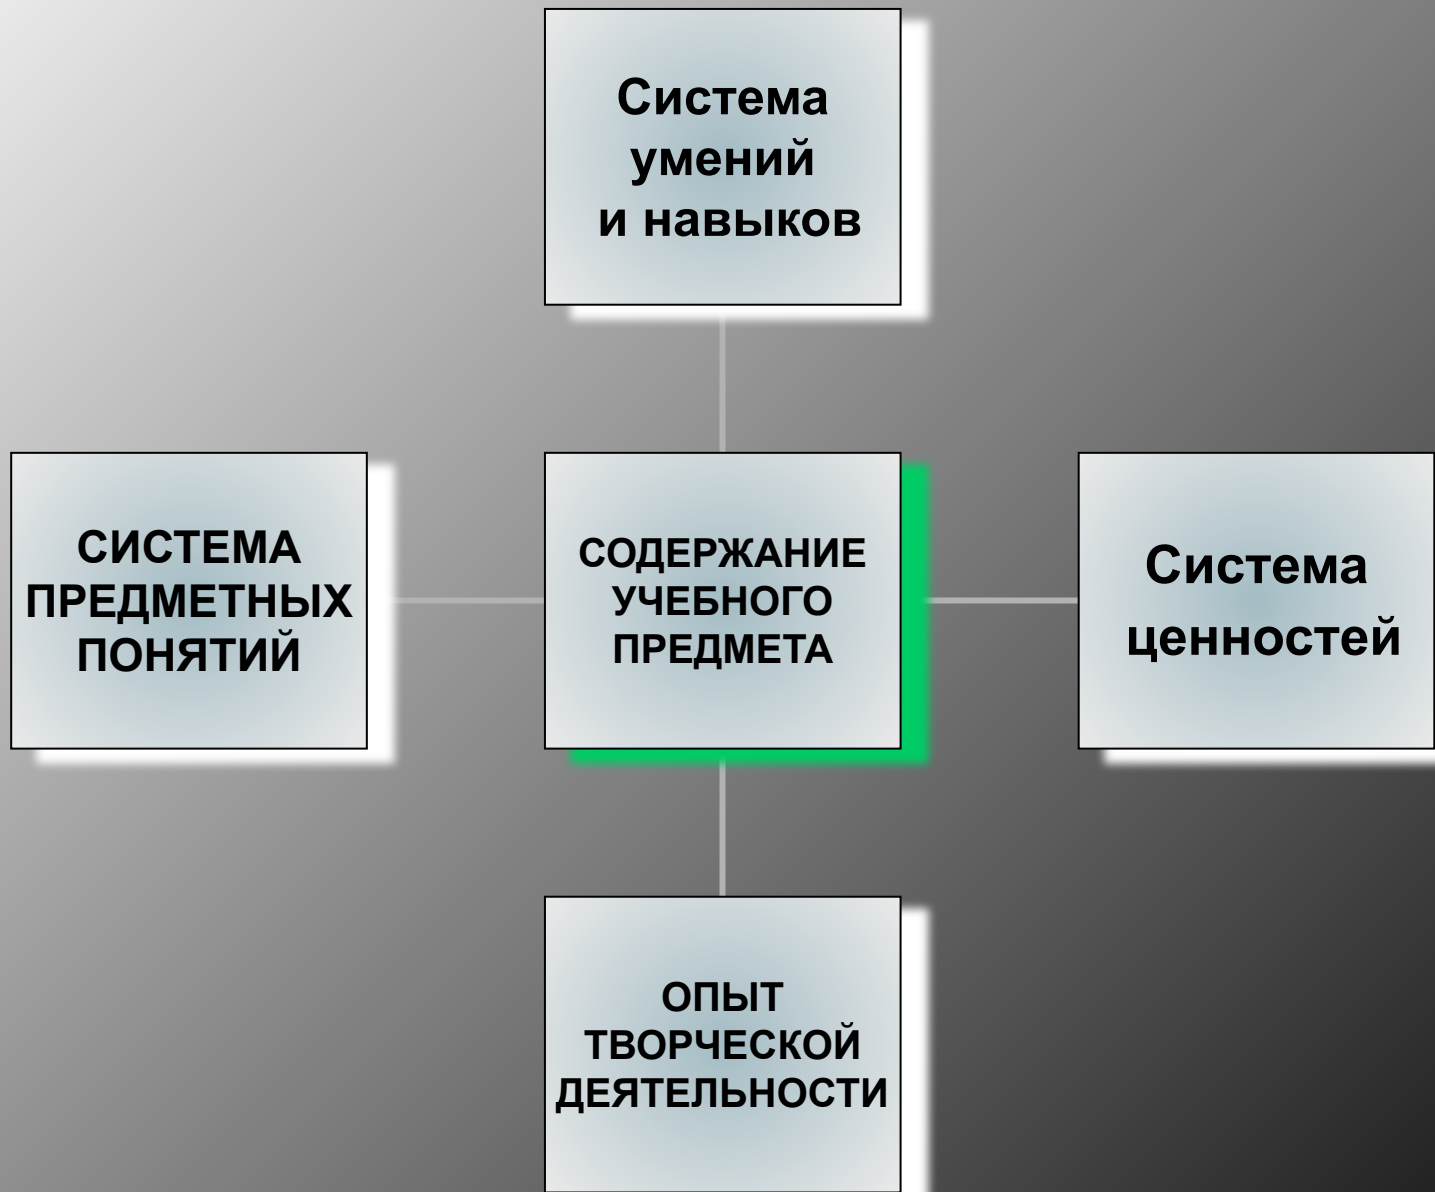 Система
умений
и навыков
СИСТЕМА
ПРЕДМЕТНЫХ
ПОНЯТИЙ
СОДЕРЖАНИЕ
УЧЕБНОГО
ПРЕДМЕТА
Система
ценностей
ОПЫТ
ТВОРЧЕСКОЙ
ДЕЯТЕЛЬНОСТИ